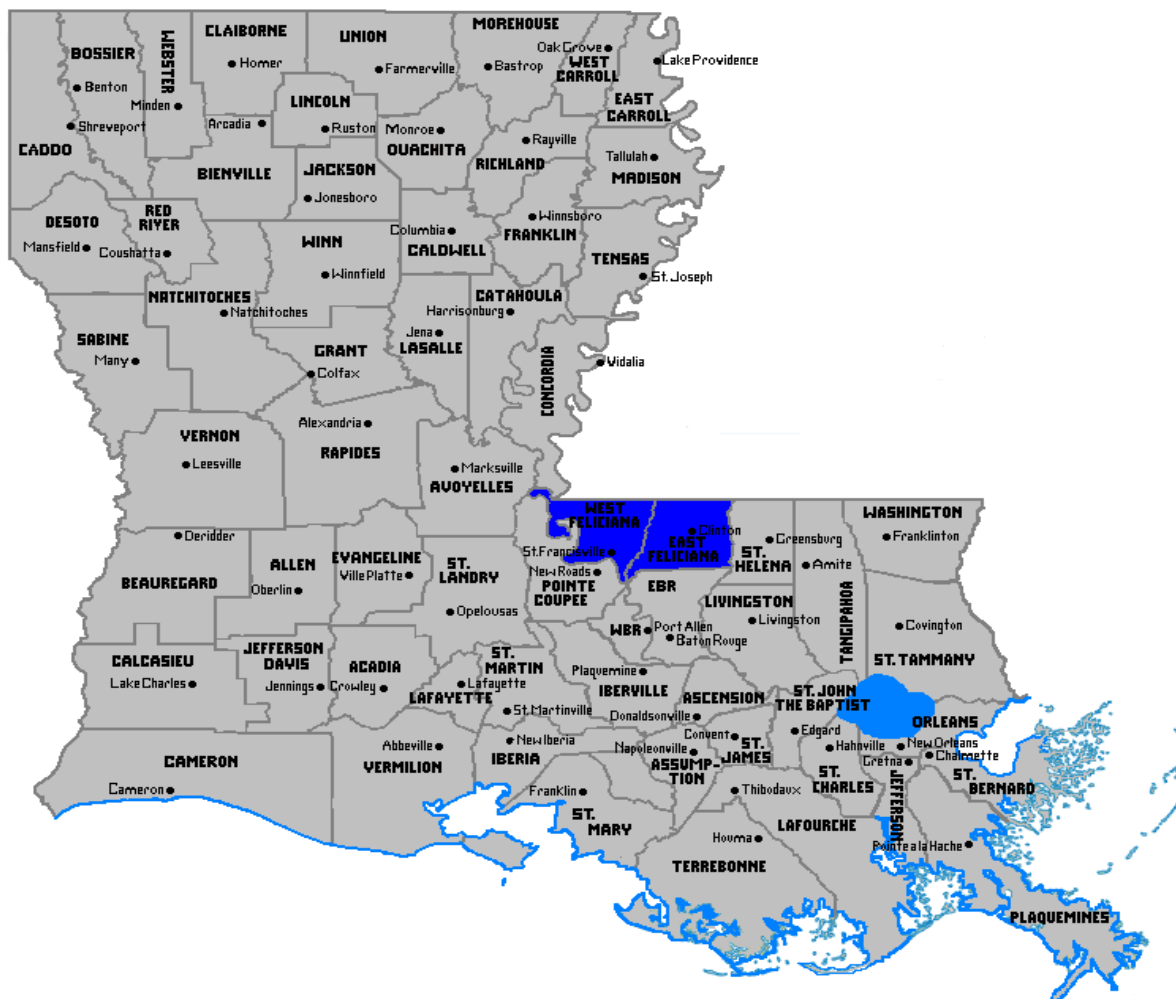 MOREHOUSE
CLAIBORNE
UNION
BOSSIER
WEBSTER
Oak Grove
WEST
CARROLL
Homer
Farmerville
Bastrop
Lake Providence
Benton
Minden
LINCOLN
EAST
CARROLL
Shreveport
Arcadia
Ruston
Monroe
OUACHITA
Rayville
CADDO
BIENVILLE
JACKSON
RICHLAND
Tallulah
MADISON
Jonesboro
DESOTO
RED
RIVER
Winnsboro
Mansfield
Coushatta
WINN
Columbia
CALDWELL
FRANKLIN
TENSAS
Winnfield
St. Joseph
NATCHITOCHES
Natchitoches
CATAHOULA
Harrisonburg
SABINE
Many
GRANT
Jena
LASALLE
CONCORDIA
Vidalia
Colfax
Alexandria
VERNON
RAPIDES
Leesville
Marksville
AVOYELLES
WEST
FELICIANA
WASHINGTON
Clinton
EAST
FELICIANA
Franklinton
Deridder
Greensburg
ST.
HELENA
St. Francisville
EVANGELINE
Ville Platte
ST.
LANDRY
ALLEN
Oberlin
BEAUREGARD
New Roads
POINTE
COUPEE
EBR
Amite
TANGIPAHOA
LIVINGSTON
Livingston
Opelousas
WBR
Port Allen
Baton Rouge
Covington
ST. TAMMANY
CALCASIEU
Lake Charles
JEFFERSON
DAVIS
Jennings
ACADIA
Crowley
ST.
MARTIN
Lafayette
LAFAYETTE
St. Martinville
Plaquemine
IBERVILLE
ASCENSION
Donaldsonville
ST. JOHN
THE BAPTIST
ORLEANS
Edgard
New Orleans
Chalmette
Hahnville
Gretna
Convent
ST.
JAMES
Napoleonville
ASSUMP-
TION
New Iberia
IBERIA
Abbeville
VERMILION
CAMERON
Cameron
Franklin
ST.
MARY
Thibodaux
ST.
CHARLES
JEFFERSON
ST.
BERNARD
LAFOURCHE
Houma
TERREBONNE
Pointe a la Hache
PLAQUEMINES